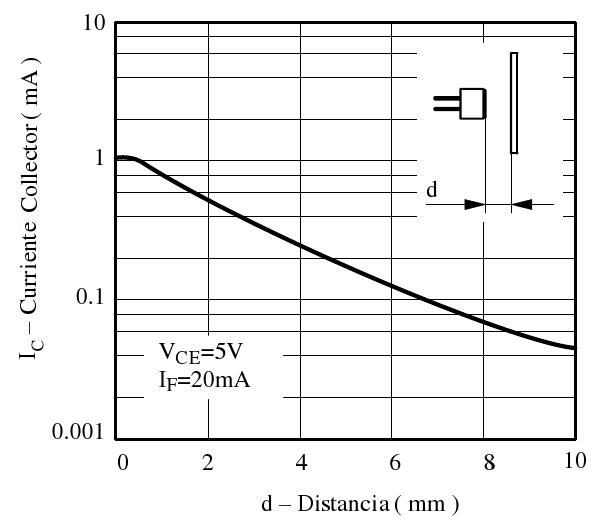 10
1
0.1
0.001
I_C – Curriente Collector ( mA )
d
V_CE=5V
I_F=20mA
0 2 4 6 8 10
d – Distancia ( mm )